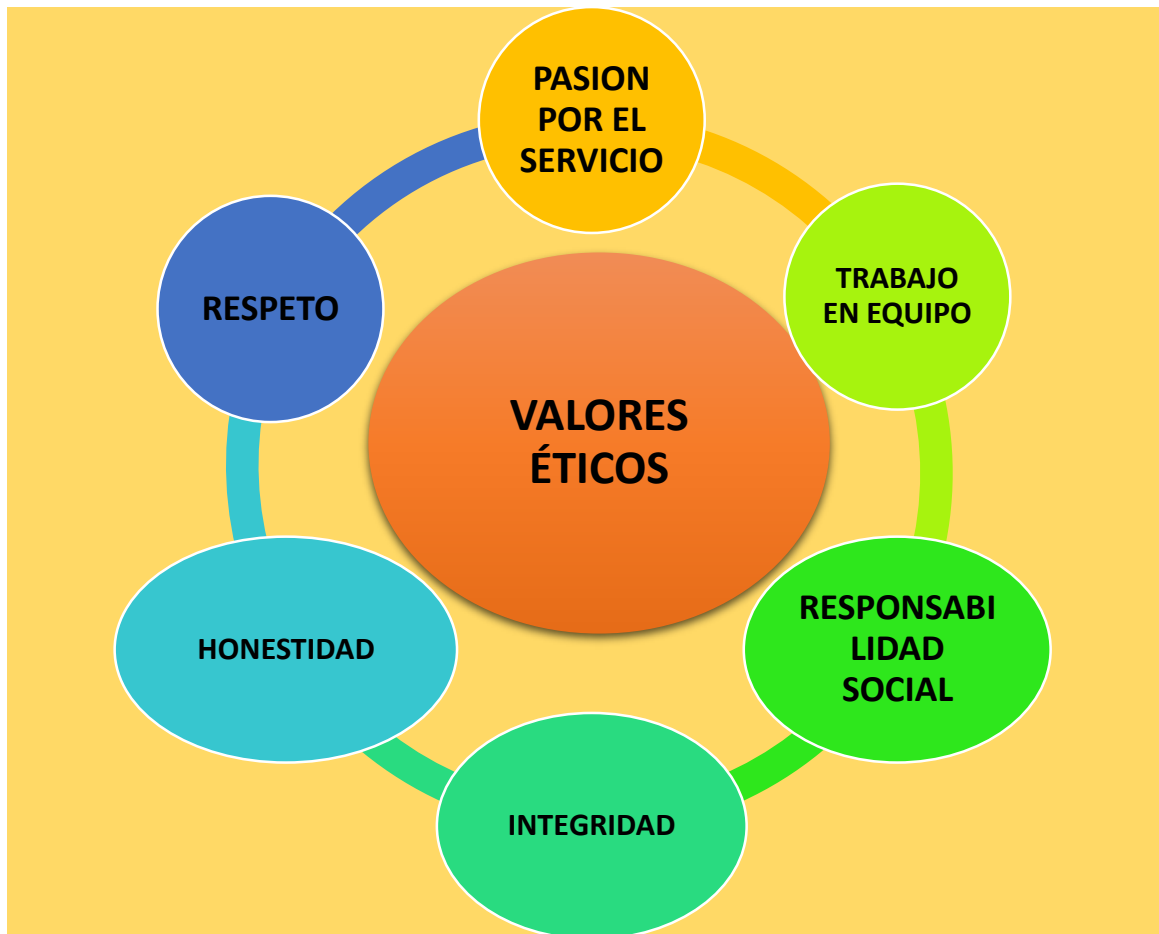 PASION
POR EL
SERVICIO
TRABAJO
EN EQUIPO
RESPETO
VALORES
ÉTICOS
RESPONSABI
LIDAD
SOCIAL
HONESTIDAD
INTEGRIDAD